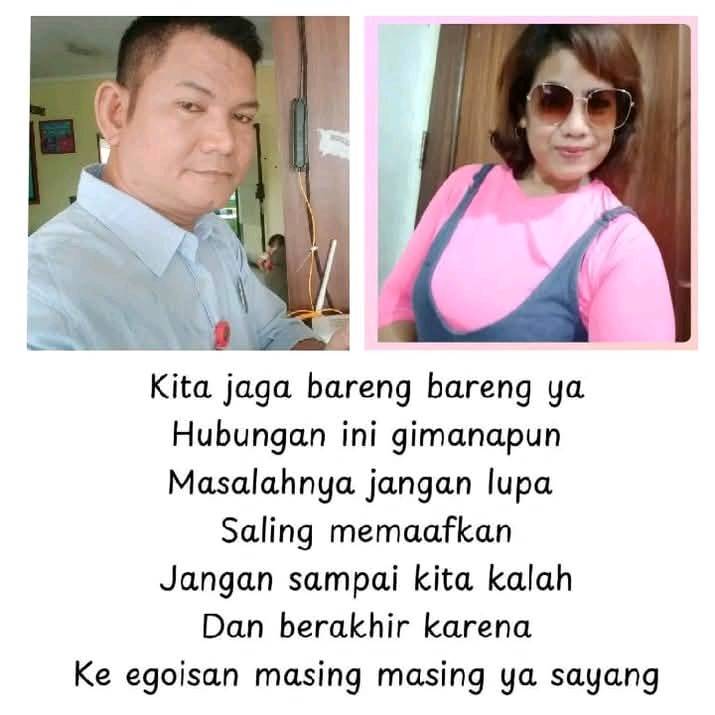 Kita jaga bareng bareng ya
Hubungan ini gimanapun
Masalahnya jangan lupa
Saling memaafkan
Jangan sampai kita kalah
Dan berakhir karena
Ke egoisan masing masing ya sayang